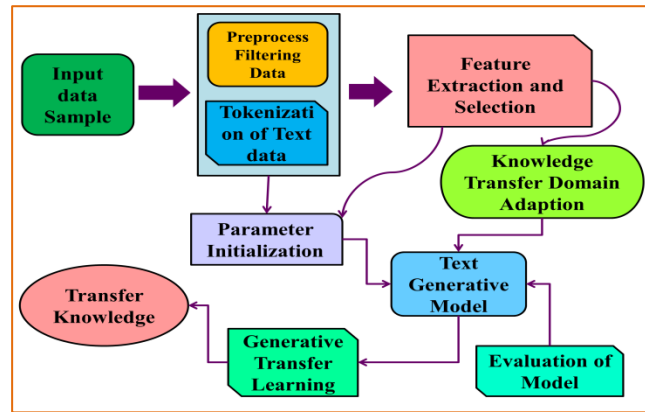 Input
data
Sample
Preprocess
Filtering
Data
Tokenizati
on of Text
data
Feature
Extraction and
Selection
Knowledge
Transfer Domain
Adaption
Parameter
Initialization
Text
Generative
Model
Transfer
Knowledge
Generative
Transfer
Learning
Evaluation of
Model